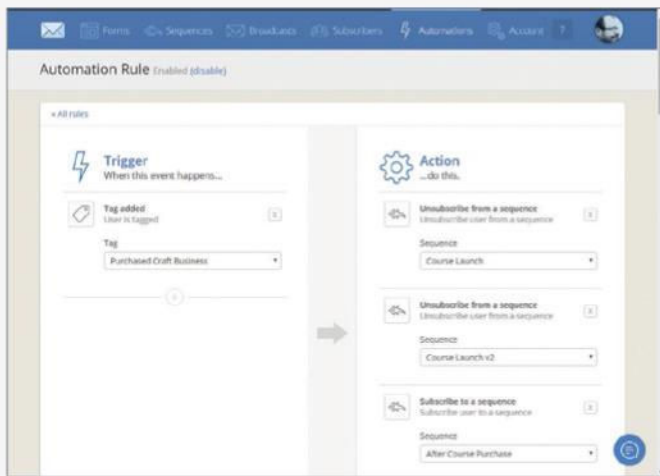 Forms Sequences Broadcasts Subscribers Automations Account ?
Automation Rule Enabled (disable)
« All rules
Trigger
When this event happens...
Tag added
User is tagged
Tag
Purchased Craft Business
Action
...do this.
Unsubscribe from a sequence
Unsubscribe user from a sequence
Sequence
Course Launch
Unsubscribe from a sequence
Unsubscribe user from a sequence
Sequence
Course Launch v2
Subscribe to a sequence
Subscribe user to a sequence
Sequence
After Course Purchase